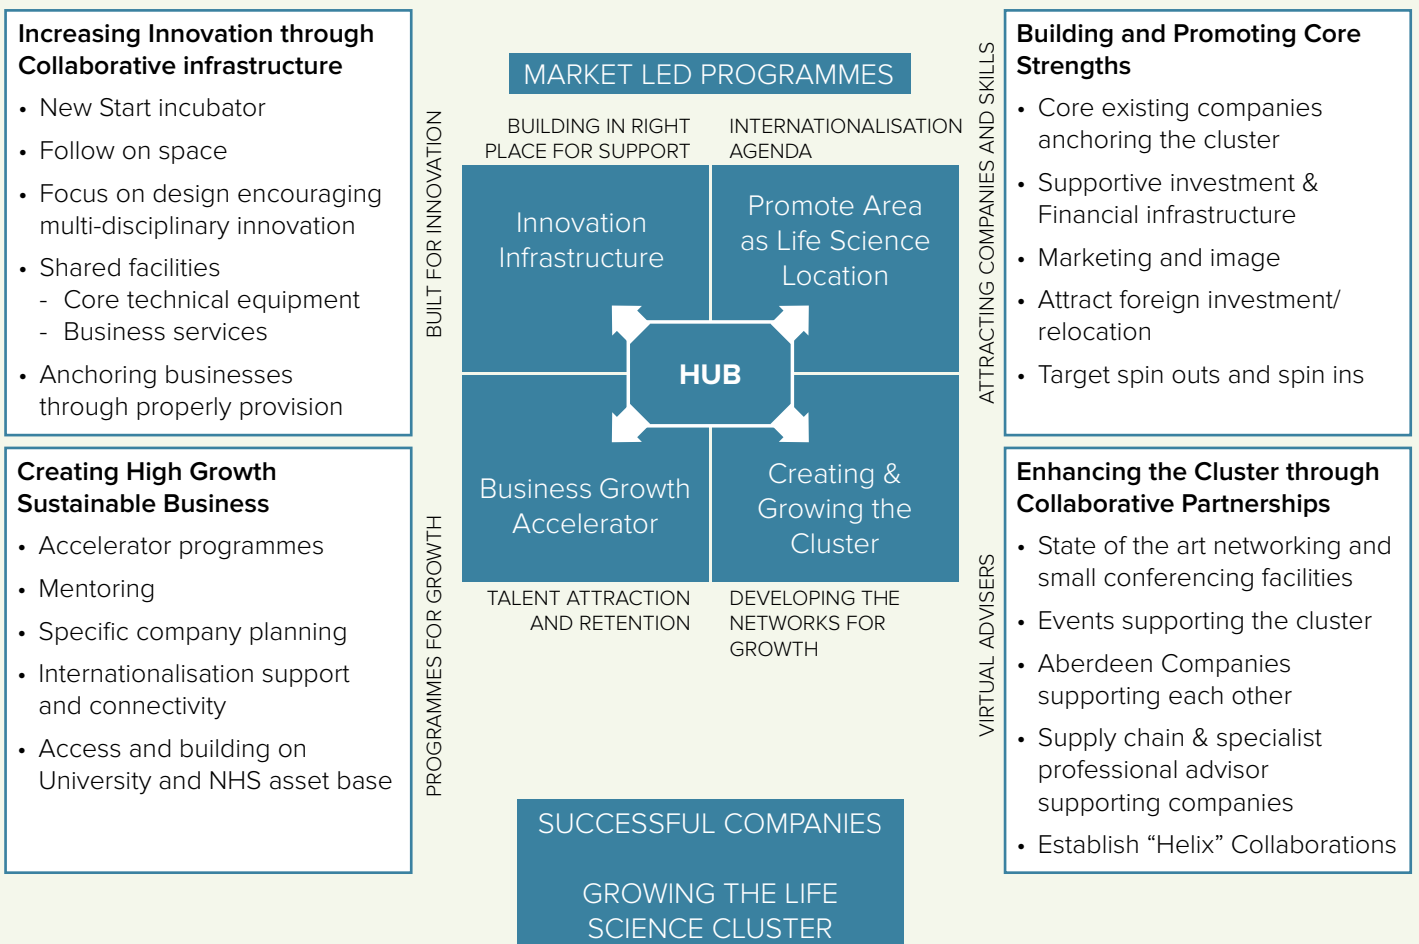 Increasing Innovation through
Collaborative infrastructure
• New Start incubator
• Follow on space
• Focus on design encouraging
multi-disciplinary innovation
• Shared facilities
- Core technical equipment
- Business services
• Anchoring businesses
through properly provision
Creating High Growth
Sustainable Business
• Accelerator programmes
• Mentoring
• Specific company planning
• Internationalisation support
and connectivity
• Access and building on
University and NHS asset base
BUILT FOR INNOVATION
PROGRAMMES FOR GROWTH
MARKET LED PROGRAMMES
BUILDING IN RIGHT
PLACE FOR SUPPORT
INTERNATIONALISATION
AGENDA
Innovation
Infrastructure
Promote Area
as Life Science
Location
HUB
Business Growth
Accelerator
Creating &
Growing the
Cluster
TALENT ATTRACTION
AND RETENTION
DEVELOPING THE
NETWORKS FOR
GROWTH
SUCCESSFUL COMPANIES
GROWING THE LIFE
SCIENCE CLUSTER
ATTRACTING COMPANIES AND SKILLS
VIRTUAL ADVISERS
Building and Promoting Core
Strengths
• Core existing companies
anchoring the cluster
• Supportive investment &
Financial infrastructure
• Marketing and image
• Attract foreign investment/
relocation
• Target spin outs and spin ins
Enhancing the Cluster through
Collaborative Partnerships
• State of the art networking and
small conferencing facilities
• Events supporting the cluster
• Aberdeen Companies
supporting each other
• Supply chain & specialist
professional advisor
supporting companies
• Establish “Helix” Collaborations